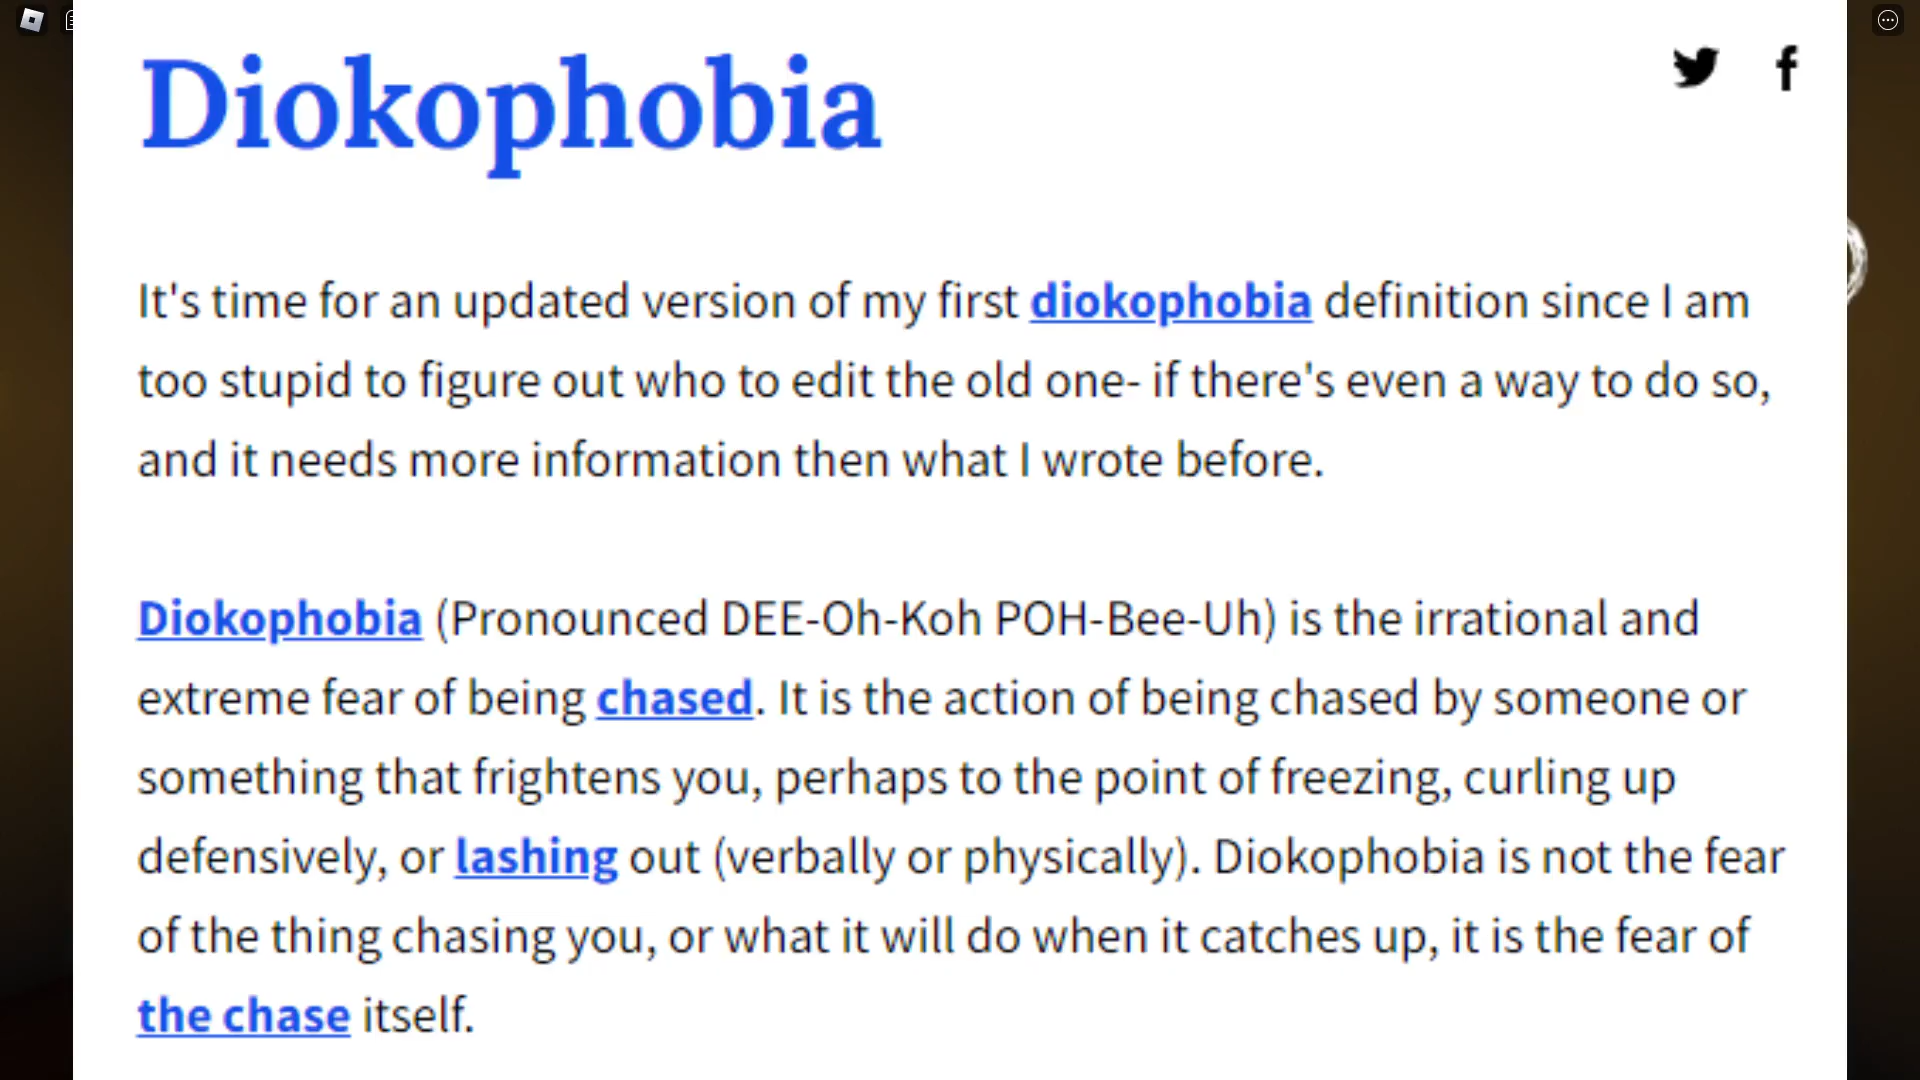 Diokophobia
It's time for an updated version of my first diokophobia definition since I am
too stupid to figure out who to edit the old one- if there's even a way to do so,
and it needs more information then what I wrote before.
Diokophobia (Pronounced DEE-Oh-Koh POH-Bee-Uh) is the irrational and
extreme fear of being chased. It is the action of being chased by someone or
something that frightens you, perhaps to the point of freezing, curling up
defensively, or lashing out (verbally or physically). Diokophobia is not the fear
of the thing chasing you, or what it will do when it catches up, it is the fear of
the chase itself.